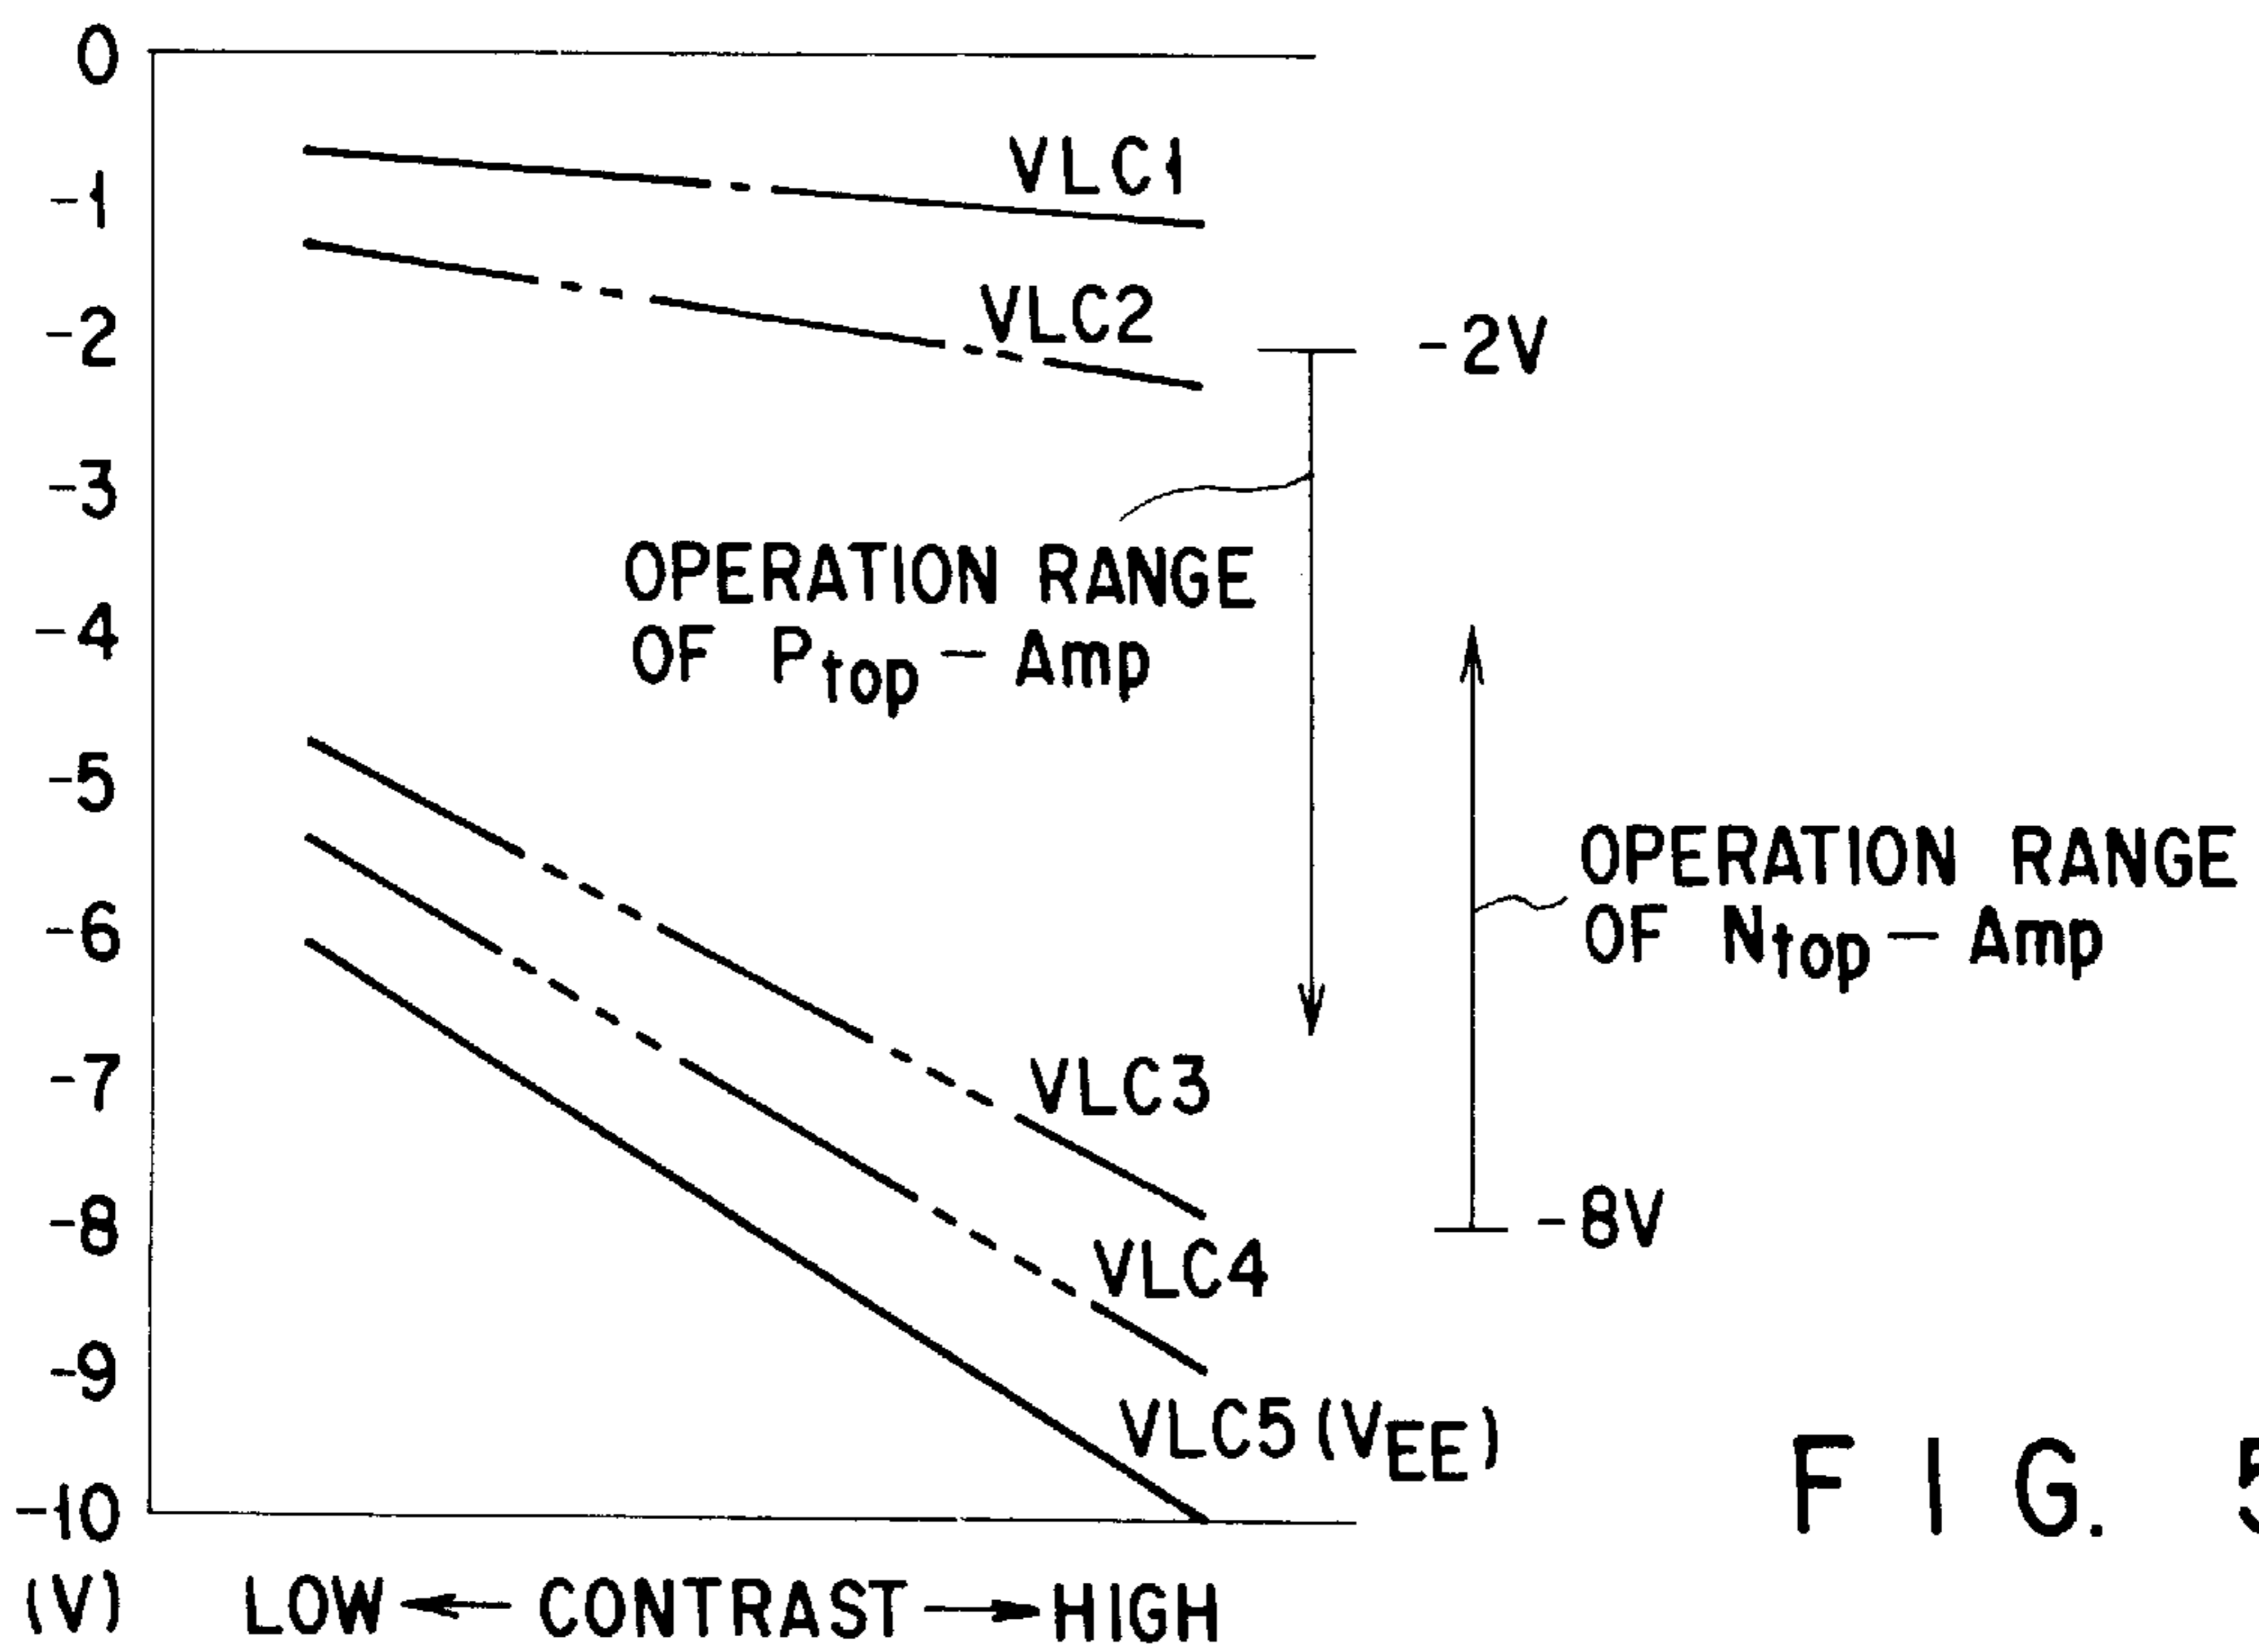 0
-1
-2
-3
-4
-5
-6
-7
-8
-9
-10
(V)
VLC1
VLC2
-2V
OPERATION RANGE
OF Ptop-Amp
OPERATION RANGE
OF Ntop-Amp
VLC3
-8V
VLC4
VLC5(VEE)
LOW CONTRAST HIGH
FIG. 5